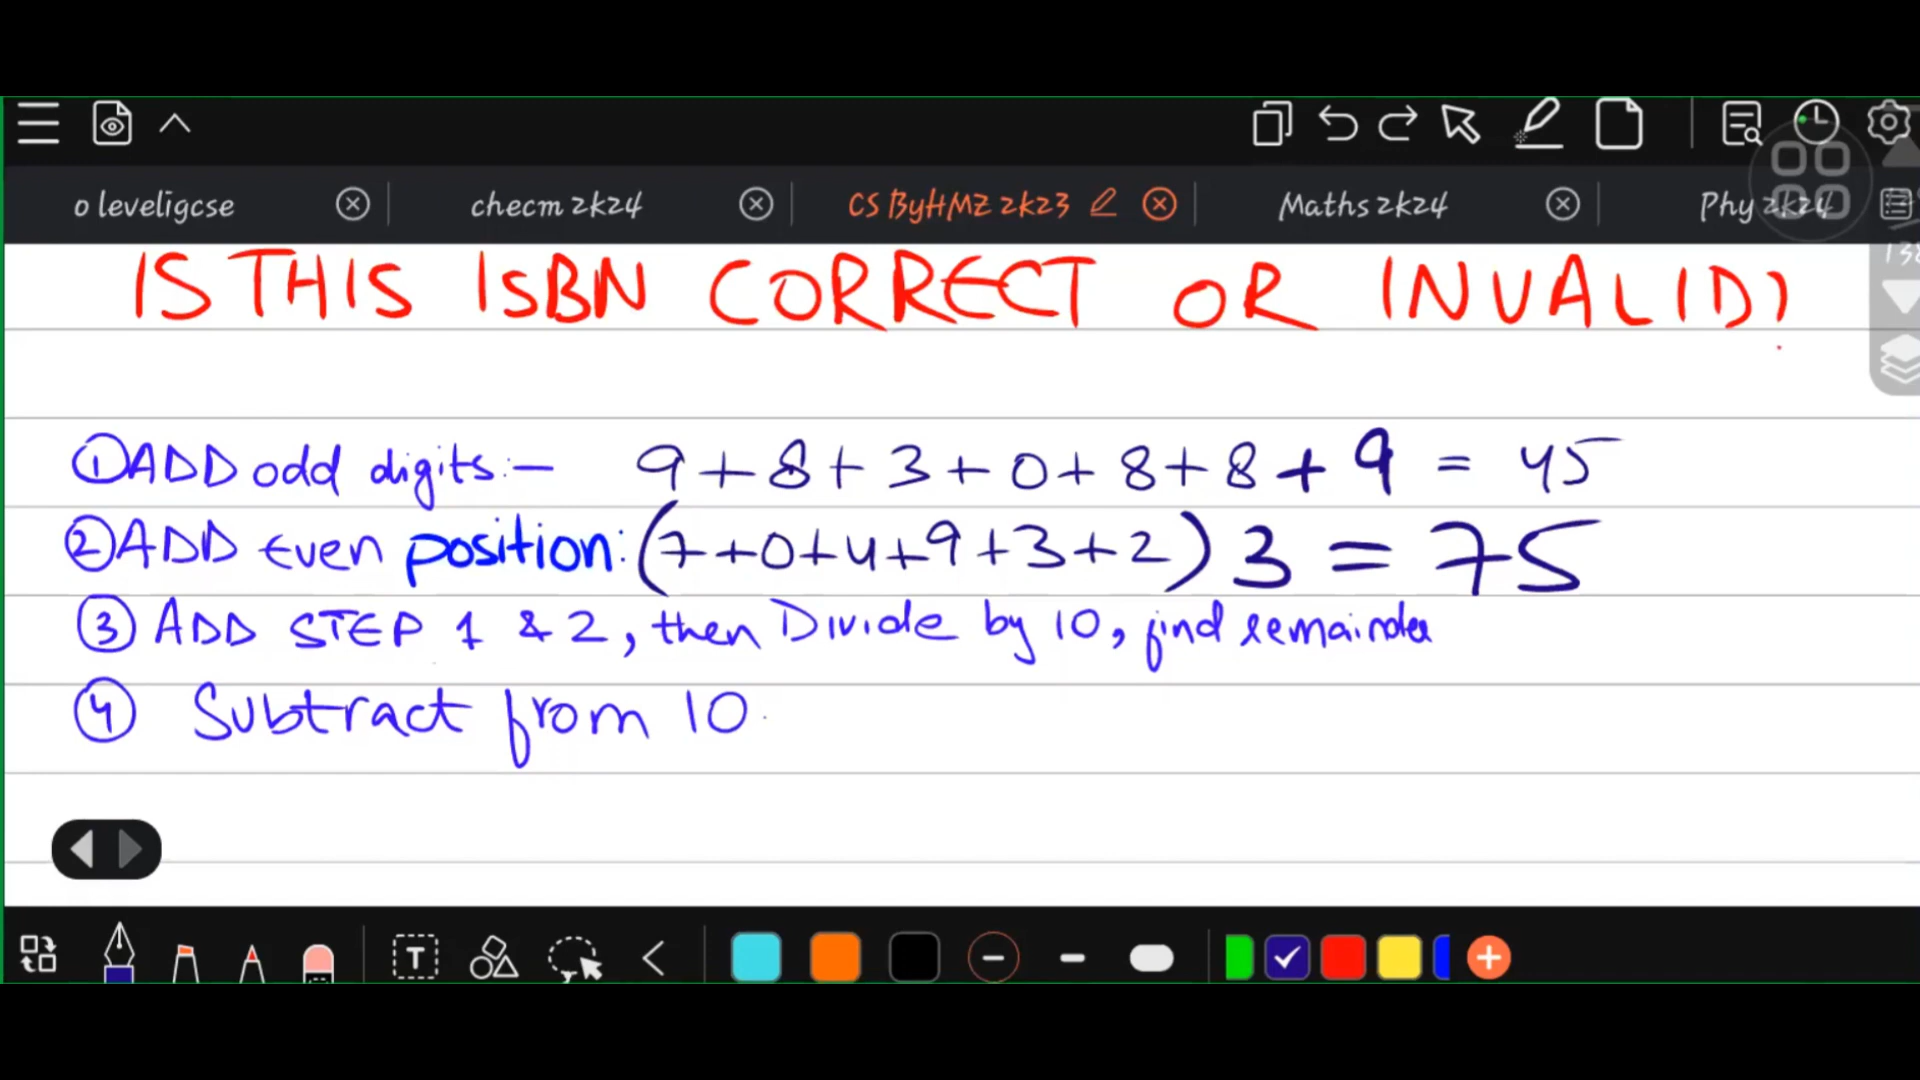 o leveligcse checm 2k24 CS ByHMZ 2k23 Maths 2k24 Phy 2k24
IS THIS ISBN CORRECT OR INVALID?
① ADD odd digits:- 9+8+3+0+8+8+9 = 45
② ADD Even position: (7+0+4+9+3+2) 3 = 75
③ ADD STEP 1 & 2, then Divide by 10, find remainder
④ Subtract from 10
T